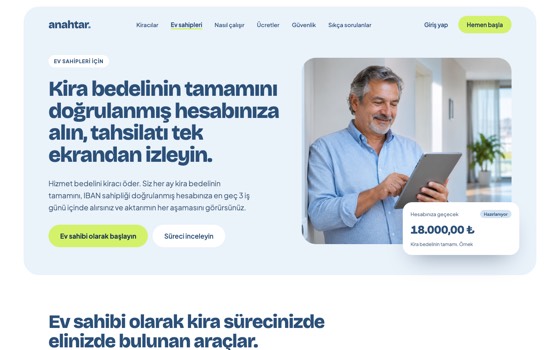 anahtar.
Kiracılar
Ev sahipleri
Nasıl çalışır
Ücretler
Güvenlik
Sıkça sorulanlar
Giriş yap
Hemen başla
EV SAHİPLERİ İÇİN
Kira bedelinin tamamını
doğrulanmış hesabınıza
alın, tahsilatı tek
ekrandan izleyin.
Hizmet bedelini kiracı öder. Siz her ay kira bedelinin
tamamını, IBAN sahipliği doğrulanmış hesabınıza en geç 3 iş
günü içinde alırsınız ve aktarımın her aşamasını görürsünüz.
Ev sahibi olarak başlayın
Süreci inceleyin
Hesabınıza geçecek
Hazırlanıyor
18.000,00 ₺
Kira bedelinin tamamı. Örnek
Ev sahibi olarak kira sürecinizde
elinizde bulunan araçlar.